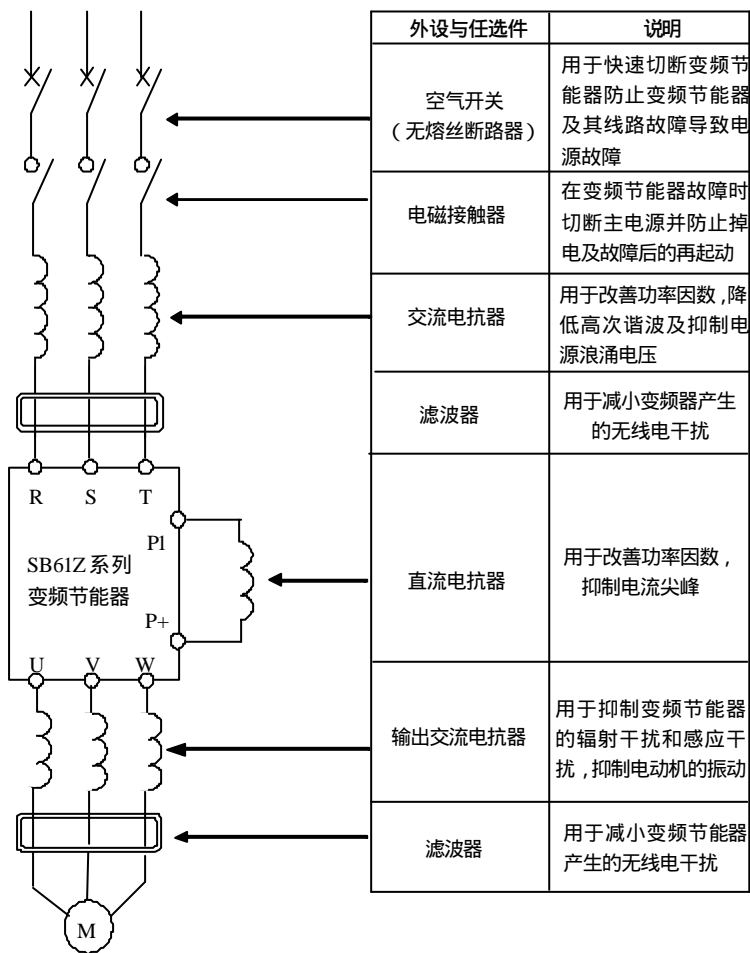 外设与任选件 说明
空气开关
（无熔丝断路器）
用于快速切断变频节
能器防止变频节能器
及其线路故障导致电
源故障
电磁接触器
在变频节能器故障时
切断主电源并防止掉
电及故障后的再起动
交流电抗器
用于改善功率因数,降
低高次谐波及抑制电
源浪涌电压
滤波器
用于减小变频器产生
的无线电干扰
R S T
P1
SB61Z系列
变频节能器
P+
U V W
直流电抗器
用于改善功率因数，
抑制电流尖峰
输出交流电抗器
用于抑制变频节能器
的辐射干扰和感应干
扰,抑制电动机的振动
滤波器
用于减小变频节能器
产生的无线电干扰
M